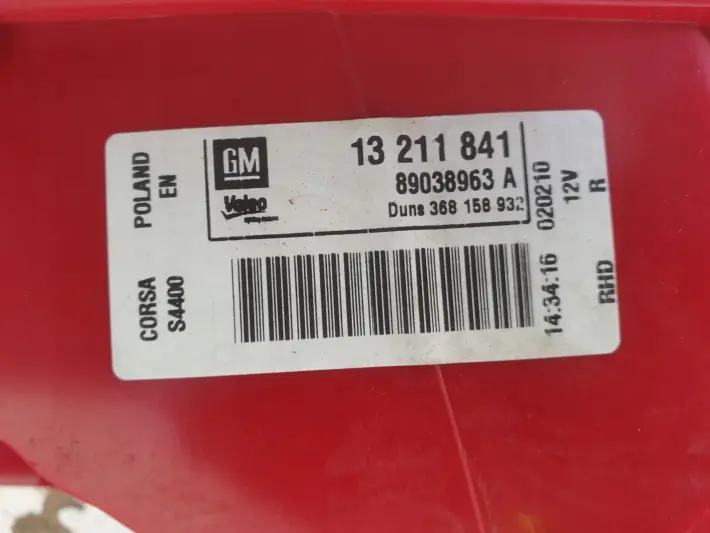 POLAND
EN
CORSA
S4400
GM
Valeo
13 211 841
89038963 A
Duns 368 158 932
14:34:16 020210
12V
RHD R